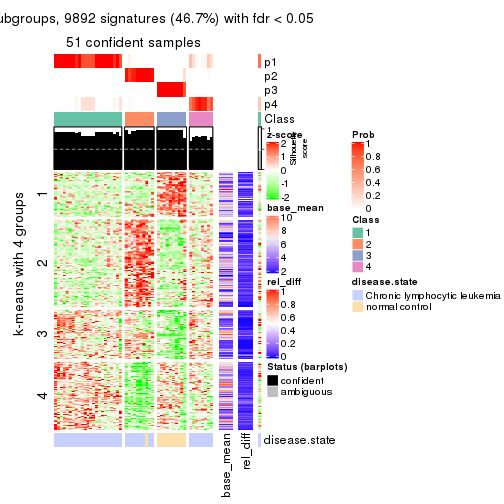 ubgroups, 9892 signatures (46.7%) with fdr < 0.05
51 confident samples
p1
p2
p3
p4
Class
1
Silhouette
score
k-means with 4 groups
1
2
3
4
base_mean
rel_diff
disease.state
z-score
2
1
0
-1
-2
base_mean
10
8
6
4
2
rel_diff
1
0.8
0.6
0.4
0.2
0
Status (barplots)
confident
ambiguous
Prob
1
0.8
0.6
0.4
0.2
0
Class
1
2
3
4
disease.state
Chronic lymphocytic leukemia
normal control